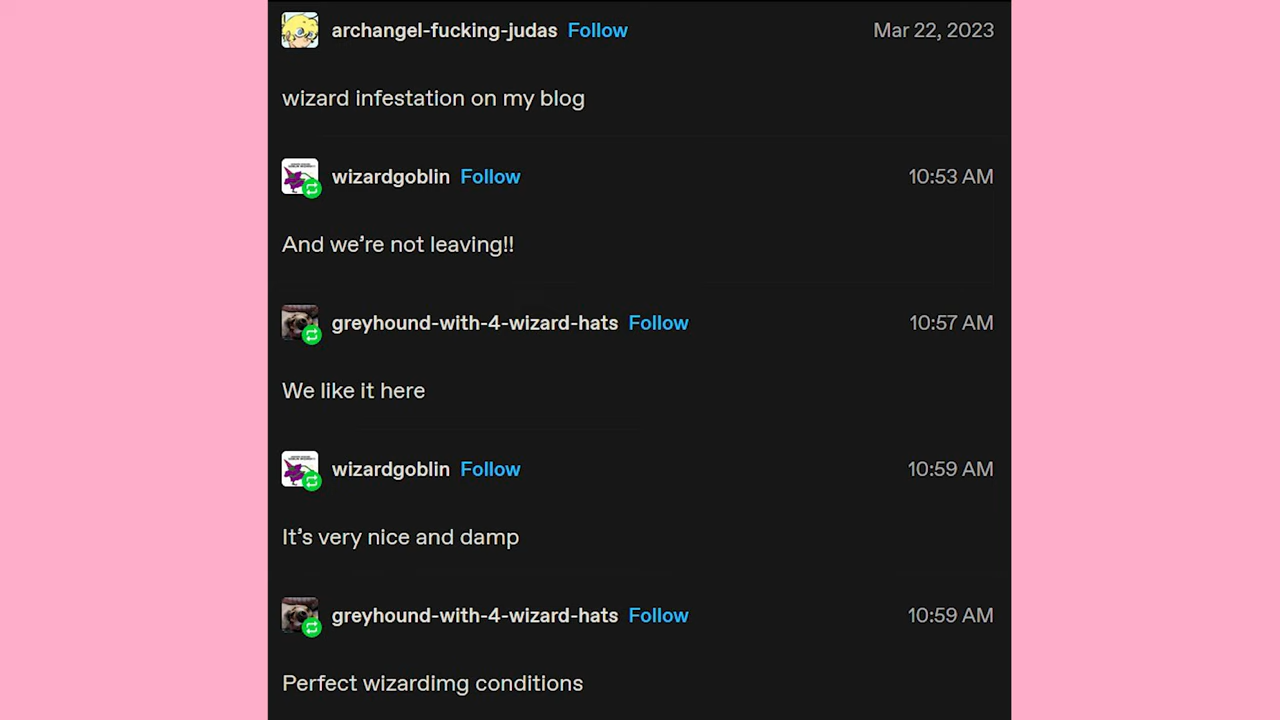 archangel-fucking-judas Follow Mar 22, 2023
wizard infestation on my blog
wizardgoblin Follow 10:53 AM
And we’re not leaving!!
greyhound-with-4-wizard-hats Follow 10:57 AM
We like it here
wizardgoblin Follow 10:59 AM
It’s very nice and damp
greyhound-with-4-wizard-hats Follow 10:59 AM
Perfect wizardimg conditions